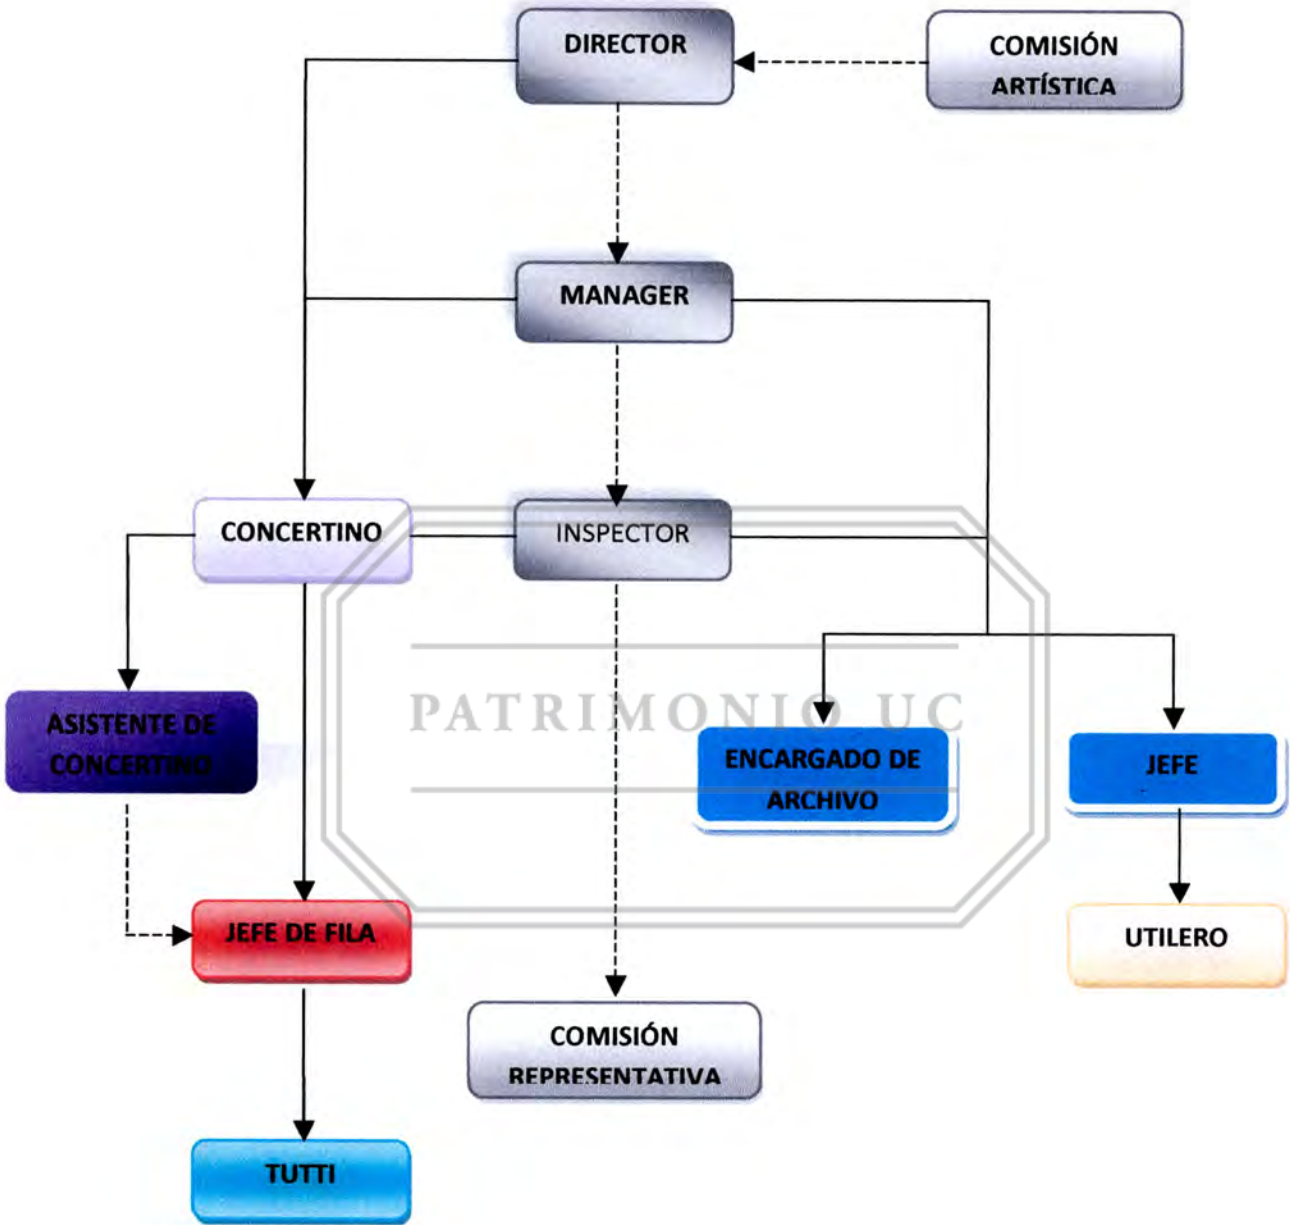 DIRECTOR
COMISIÓN
ARTÍSTICA
MANAGER
CONCERTINO
INSPECTOR
PATRIMONIO UC
ASISTENTE DE
CONCERTINO
ENCARGADO DE
ARCHIVO
JEFE
JEFE DE FILA
UTILERO
COMISIÓN
REPRESENTATIVA
TUTTI